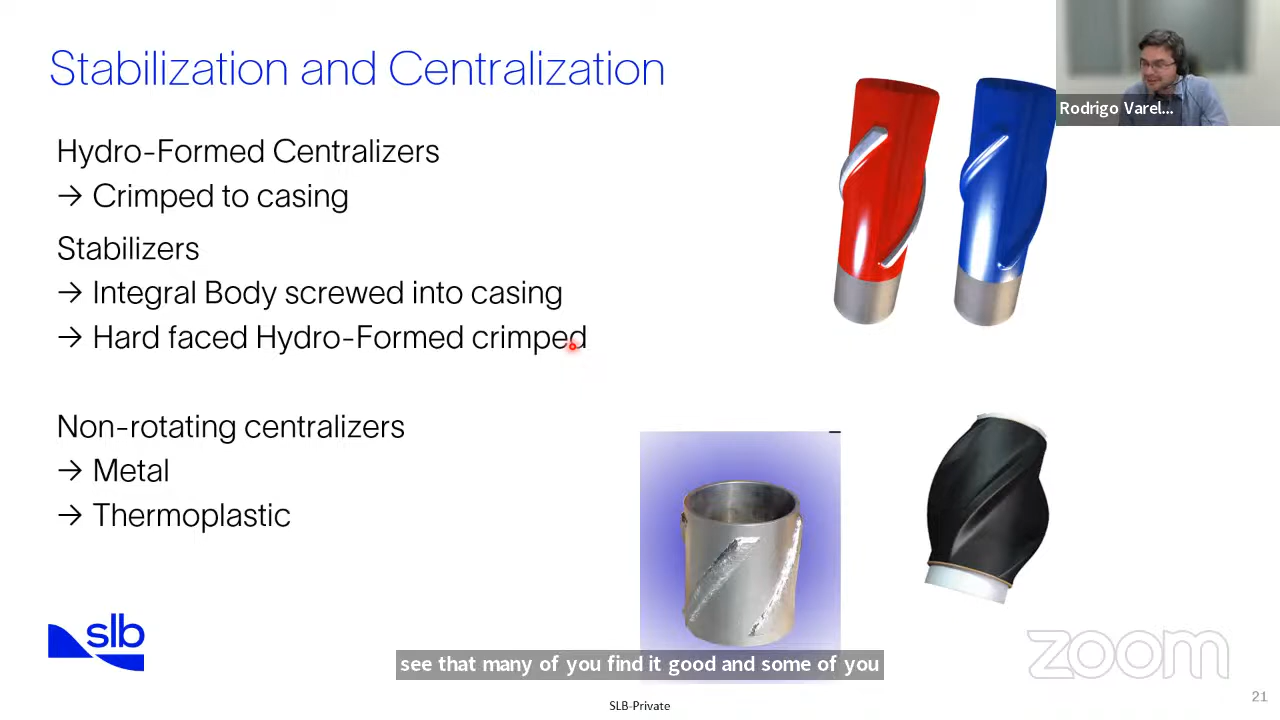 Stabilization and Centralization
Rodrigo Varel...
Hydro-Formed Centralizers
→ Crimped to casing
Stabilizers
→ Integral Body screwed into casing
→ Hard faced Hydro-Formed crimped
Non-rotating centralizers
→ Metal
→ Thermoplastic
slb
zoom
see that many of you find it good and some of you
SLB-Private
21